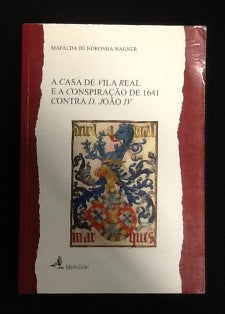 MAFALDA DE NORONHA WAGNER
A CASA DE VILA REAL
E A CONSPIRAÇÃO DE 1641
CONTRA D. JOÃO IV
Edições Colibri